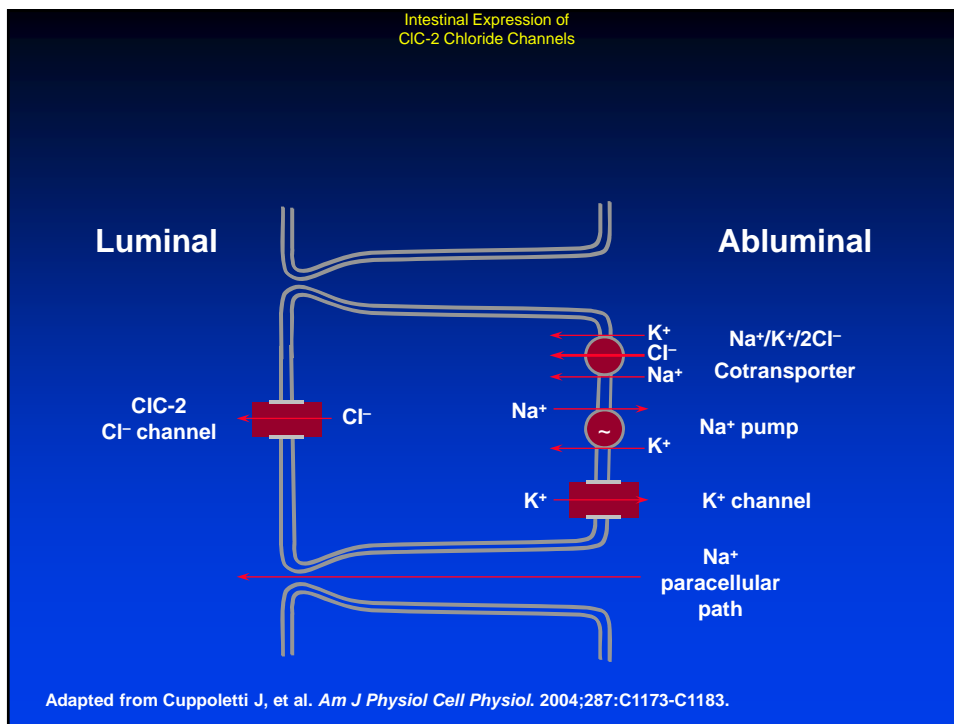 Intestinal Expression of
ClC-2 Chloride Channels
Luminal
Abluminal
K⁺
Cl⁻
Na⁺
Na⁺/K⁺/2Cl⁻
Cotransporter
ClC-2
Cl⁻ channel
Cl⁻
Na⁺
~
K⁺
Na⁺ pump
K⁺
K⁺ channel
Na⁺
paracellular
path
Adapted from Cuppoletti J, et al. Am J Physiol Cell Physiol. 2004;287:C1173-C1183.